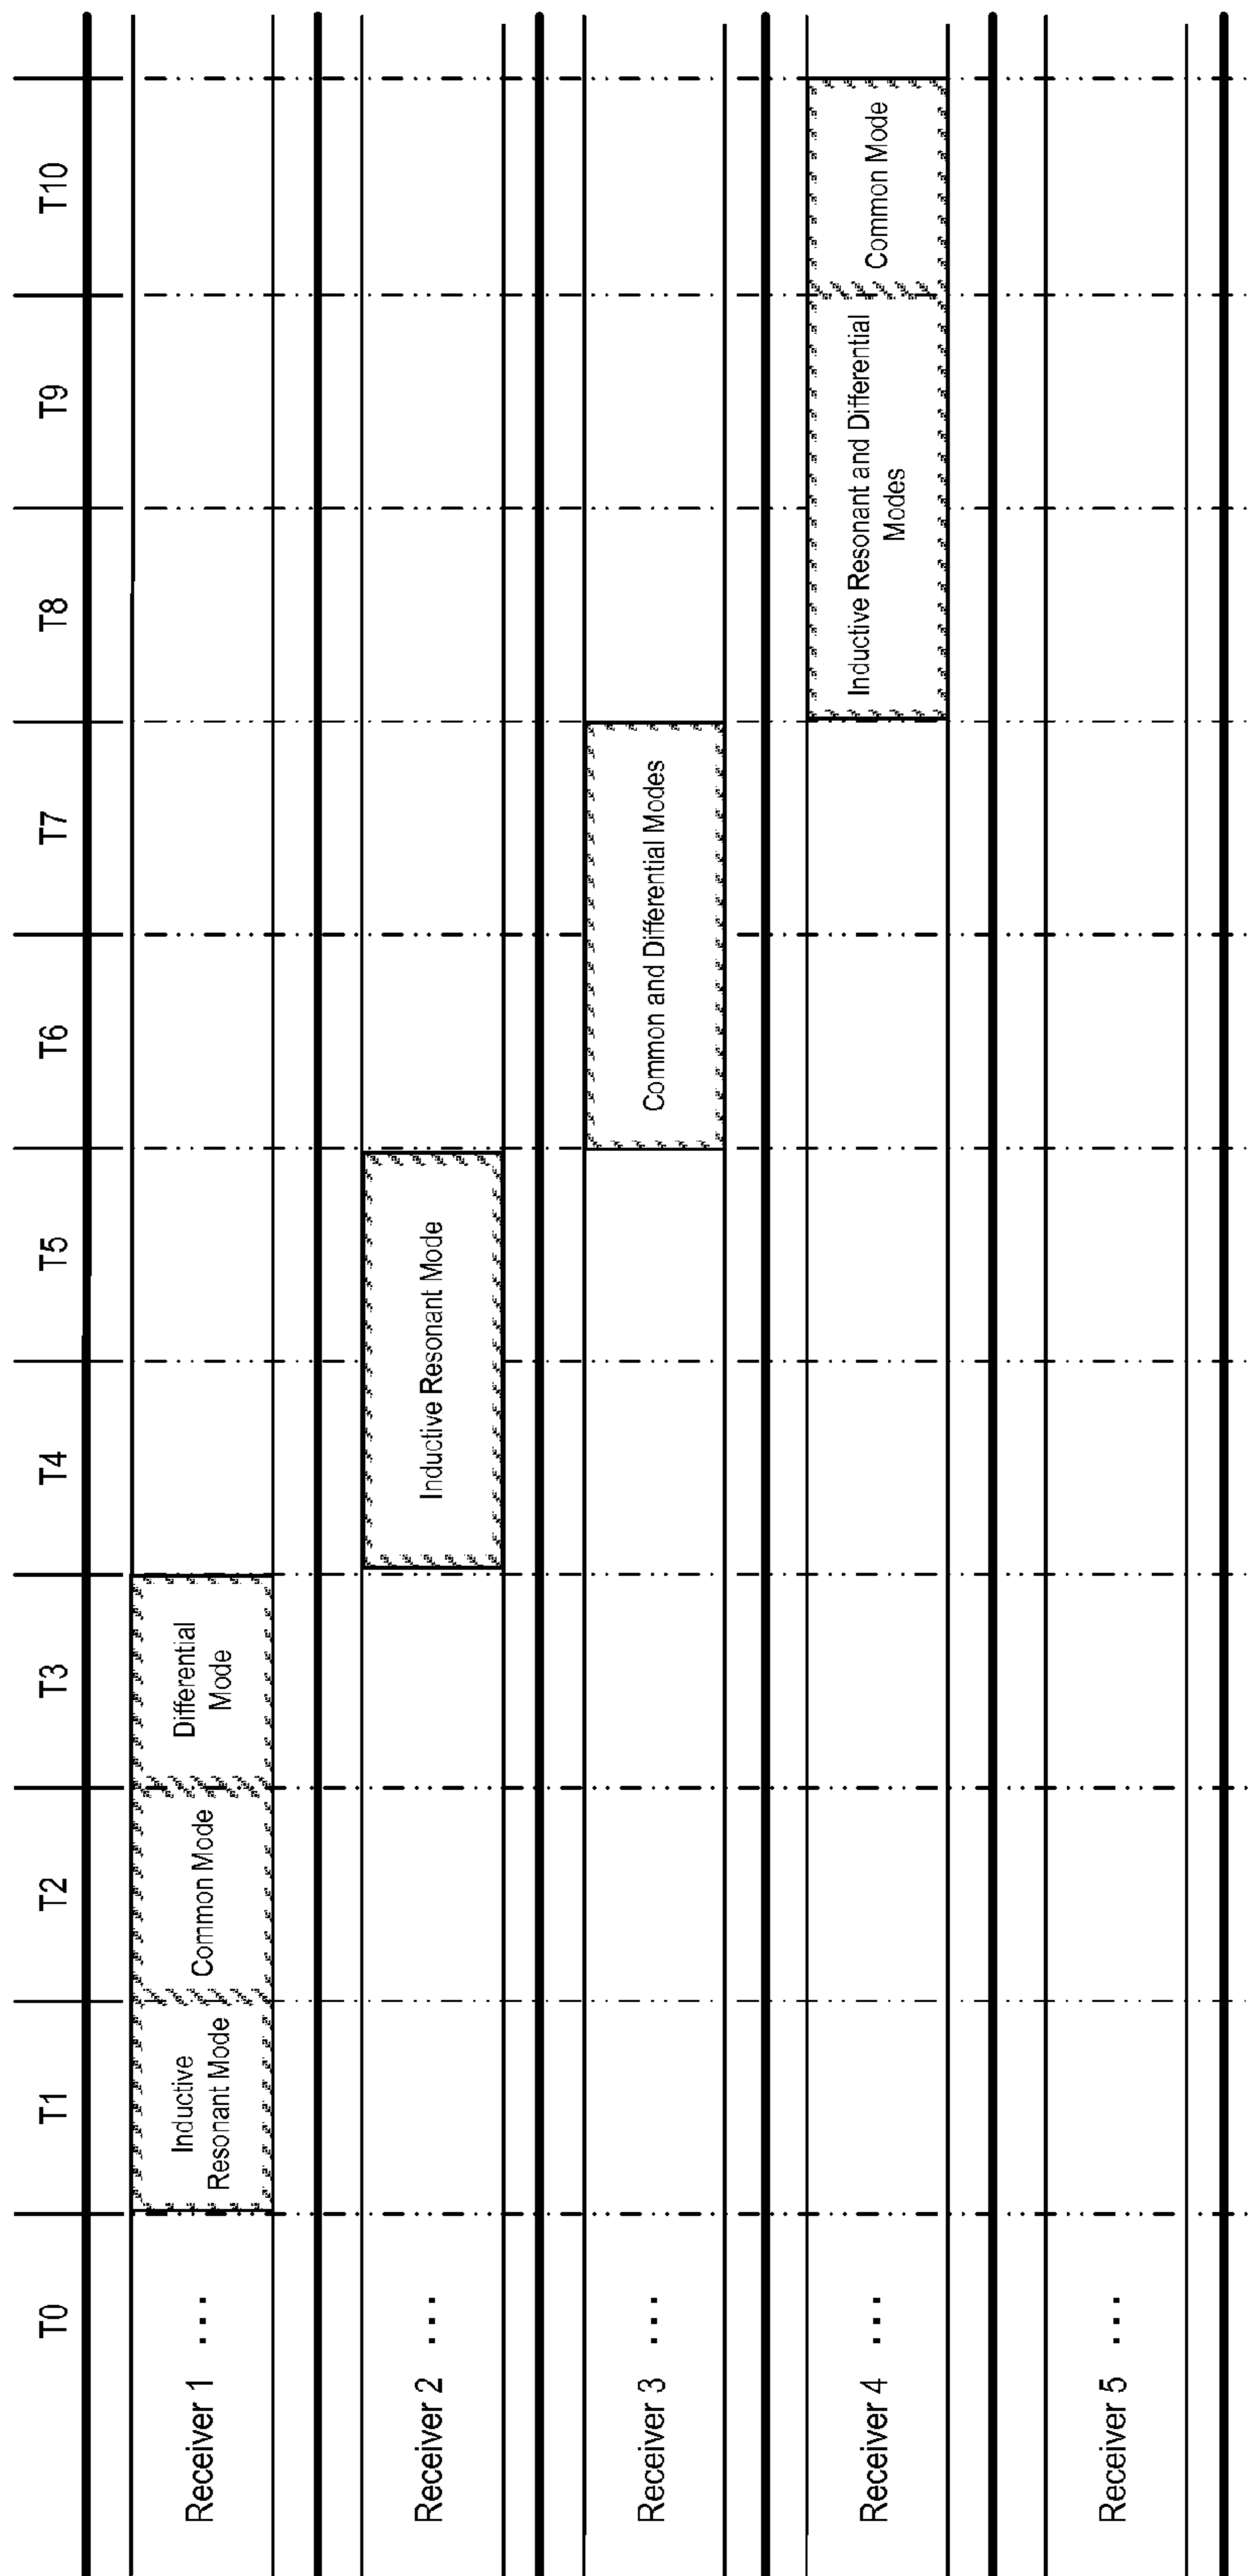 T0 T1 T2 T3 T4 T5 T6 T7 T8 T9 T10
Receiver 1 ...
Inductive
Resonant Mode
Common Mode
Differential
Mode
Receiver 2 ...
Inductive Resonant Mode
Receiver 3 ...
Common and Differential Modes
Receiver 4 ...
Inductive Resonant and Differential
Modes
Common Mode
Receiver 5 ...